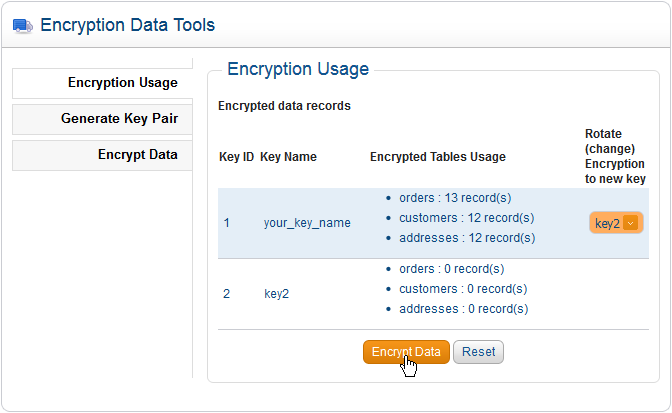 Encryption Data Tools
Encryption Usage
Generate Key Pair
Encrypt Data
Encryption Usage
Encrypted data records
Key ID Key Name Encrypted Tables Usage Rotate
(change)
Encryption
to new key
1 your_key_name
• orders : 13 record(s)
• customers : 12 record(s)
• addresses : 12 record(s)
key2
2 key2
• orders : 0 record(s)
• customers : 0 record(s)
• addresses : 0 record(s)
Encrypt Data Reset